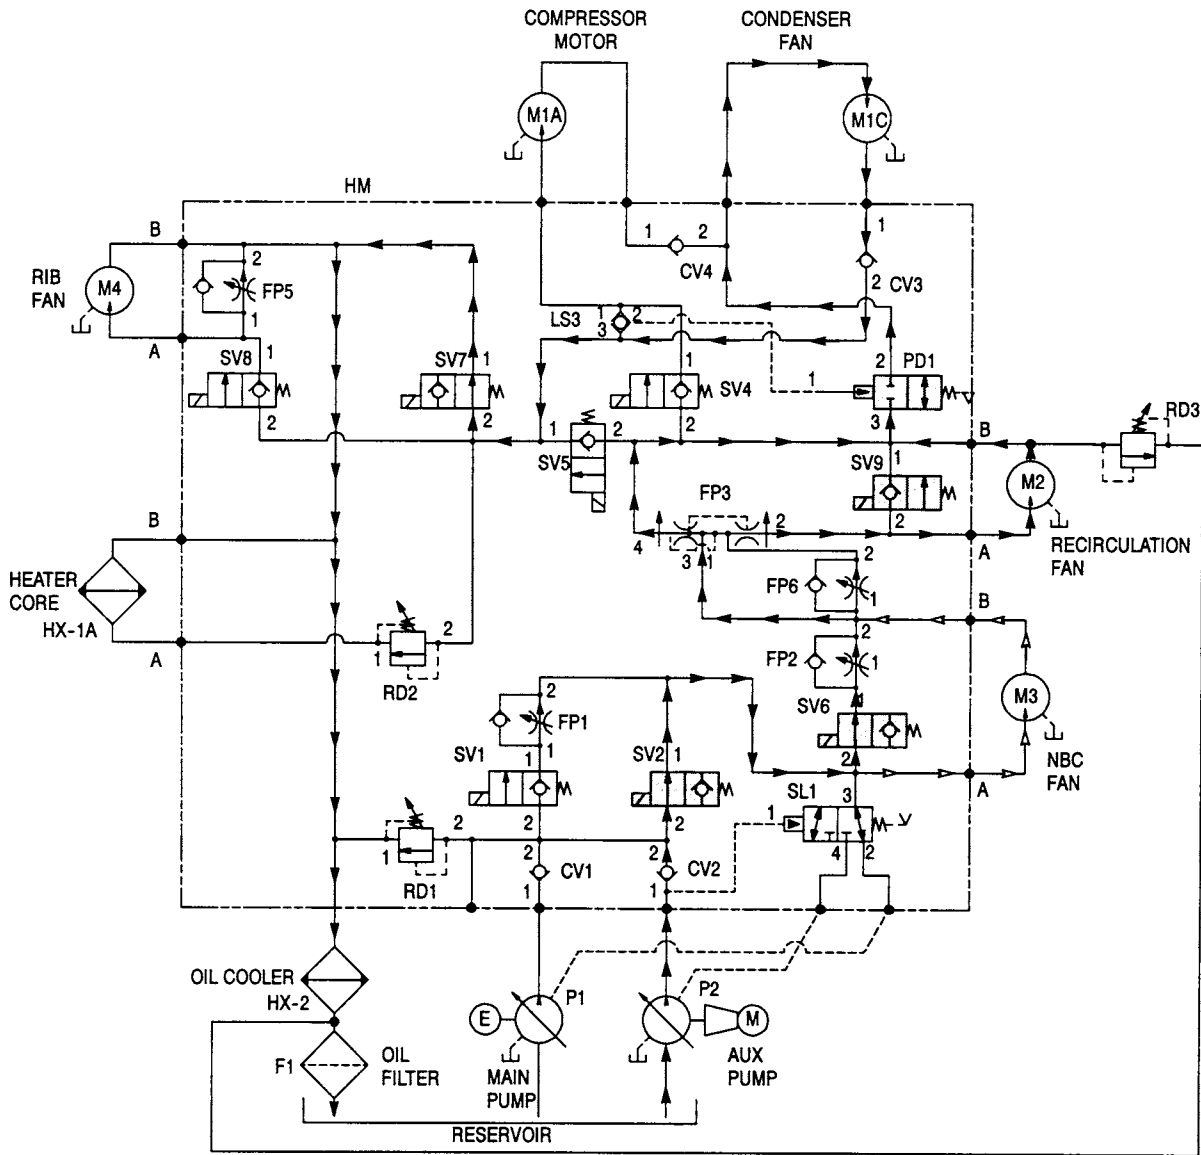 COMPRESSOR
MOTOR
CONDENSER
FAN
M1A
M1C
HM
B
1
2
1
CV4
2
CV3
RIB
FAN
M4
2
FP5
1
A
LS3
1
2
3
SV8
1
SV7
1
1
SV4
2
PD1
1
2
2
2
3
B
RD3
1
2
SV5
SV9
1
FP3
M2
B
4
3
1
2
2
A
RECIRCULATION
FAN
HEATER
CORE
HX-1A
2
FP6
1
B
A
2
1
RD2
2
FP2
1
2
FP1
1
SV6
1
M3
SV1
1
SV2
1
2
NBC
FAN
A
SL1
3
1
2
2
4
2
2
1
RD1
2
CV1
1
2
CV2
1
OIL COOLER
HX-2
P1
P2
E
M
F1
OIL
FILTER
MAIN
PUMP
AUX
PUMP
RESERVOIR